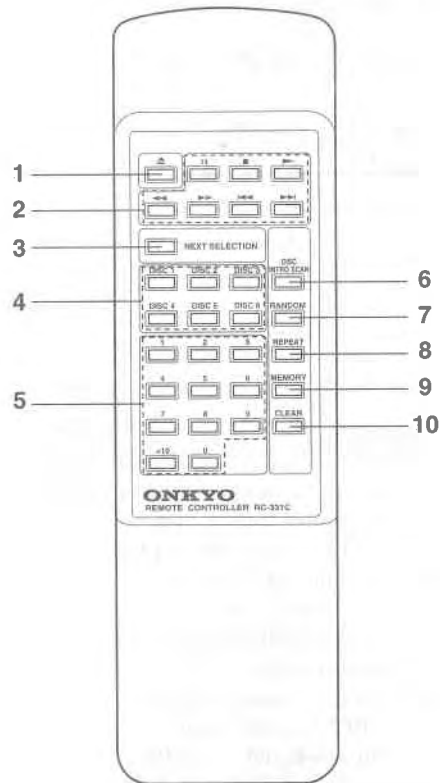 1
2
3 NEXT SELECTION
DISC 1 DISC 2 DISC 3
DISC INTRO SCAN 6
4
DISC 4 DISC 5 DISC 6 RANDOM 7
1 2 3 REPEAT 8
4 5 6 MEMORY 9
5
7 8 9 CLEAR 10
+10 0
ONKYO
REMOTE CONTROLLER RC-331C